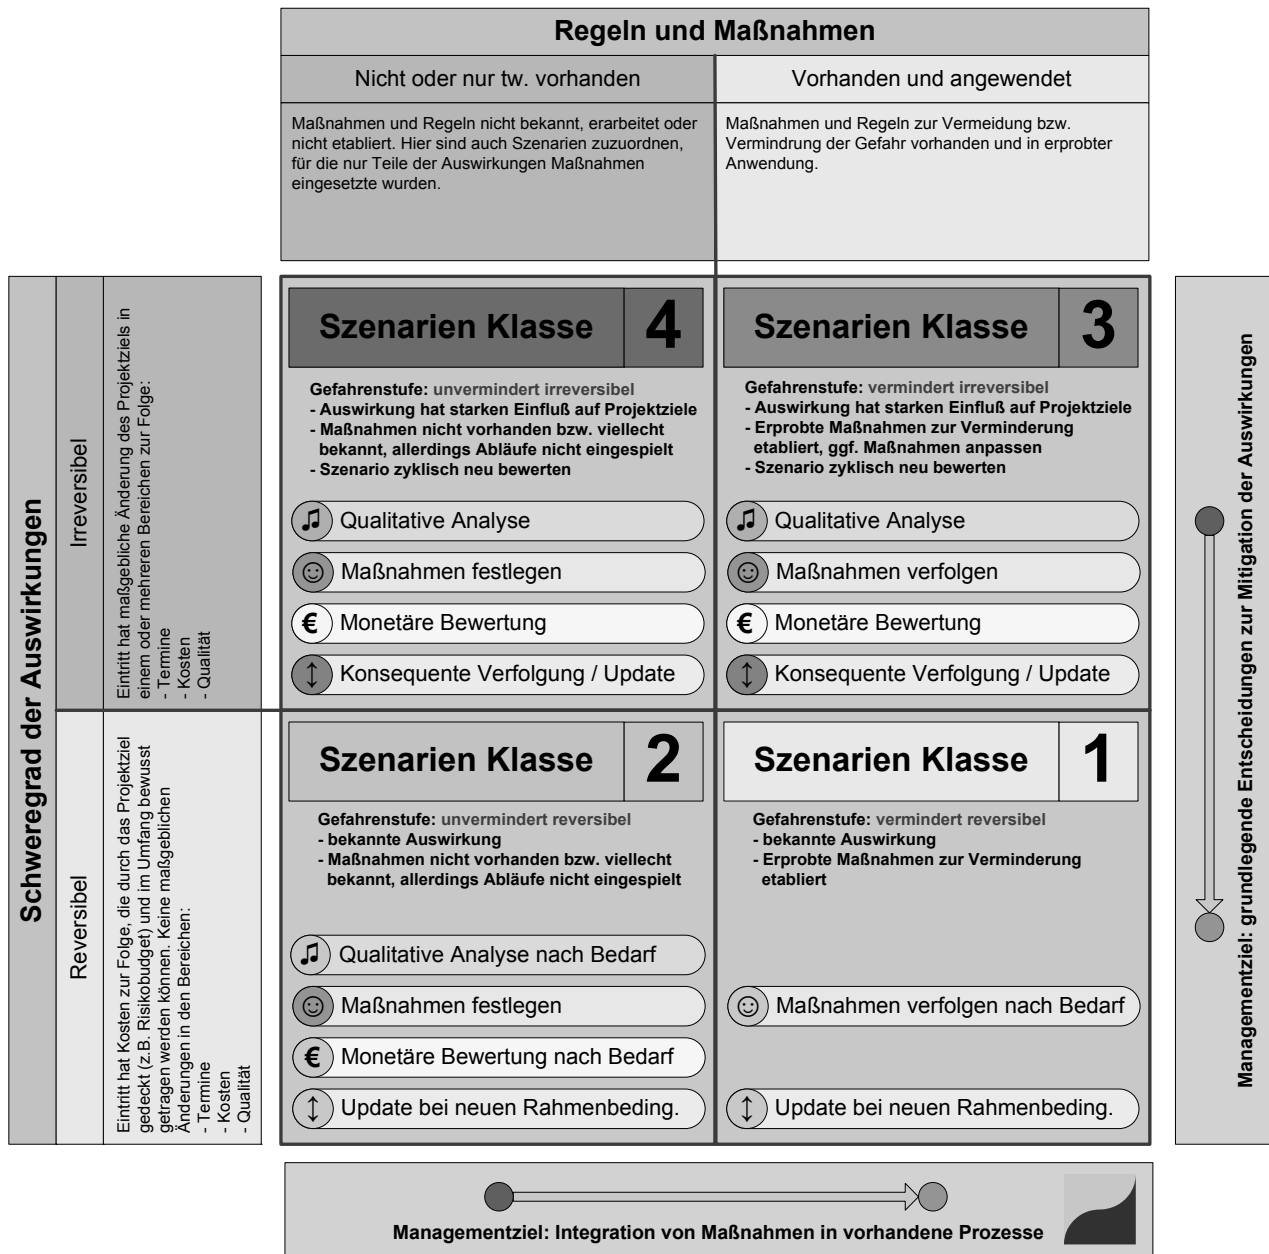 Regeln und Maßnahmen
Nicht oder nur tw. vorhanden
Vorhanden und angewendet
Maßnahmen und Regeln nicht bekannt, erarbeitet oder
nicht etabliert. Hier sind auch Szenarien zuzuordnen,
für die nur Teile der Auswirkungen Maßnahmen
eingesetzte wurden.
Maßnahmen und Regeln zur Vermeidung bzw.
Vermindrung der Gefahr vorhanden und in erprobter
Anwendung.
Schweregrad der Auswirkungen
Irreversibel
Eintritt hat maßgebliche Änderung des Projektziels in
einem oder mehreren Bereichen zur Folge:
- Termine
- Kosten
- Qualität
Szenarien Klasse 4
Gefahrenstufe: unvermindert irreversibel
- Auswirkung hat starken Einfluß auf Projektziele
- Maßnahmen nicht vorhanden bzw. viellecht
bekannt, allerdings Abläufe nicht eingespielt
- Szenario zyklisch neu bewerten
Qualitative Analyse
Maßnahmen festlegen
€ Monetäre Bewertung
Konsequente Verfolgung / Update
Szenarien Klasse 3
Gefahrenstufe: vermindert irreversibel
- Auswirkung hat starken Einfluß auf Projektziele
- Erprobte Maßnahmen zur Verminderung
etabliert, ggf. Maßnahmen anpassen
- Szenario zyklisch neu bewerten
Qualitative Analyse
Maßnahmen verfolgen
€ Monetäre Bewertung
Konsequente Verfolgung / Update
Reversibel
Eintritt hat Kosten zur Folge, die durch das Projektziel
gedeckt (z.B. Risikobudget) und im Umfang bewusst
getragen werden können. Keine maßgeblichen
Änderungen in den Bereichen:
- Termine
- Kosten
- Qualität
Szenarien Klasse 2
Gefahrenstufe: unvermindert reversibel
- bekannte Auswirkung
- Maßnahmen nicht vorhanden bzw. viellecht
bekannt, allerdings Abläufe nicht eingespielt
Qualitative Analyse nach Bedarf
Maßnahmen festlegen
€ Monetäre Bewertung nach Bedarf
Update bei neuen Rahmenbeding.
Szenarien Klasse 1
Gefahrenstufe: vermindert reversibel
- bekannte Auswirkung
- Erprobte Maßnahmen zur Verminderung
etabliert
Maßnahmen verfolgen nach Bedarf
Update bei neuen Rahmenbeding.
Managementziel: grundlegende Entscheidungen zur Mitigation der Auswirkungen
Managementziel: Integration von Maßnahmen in vorhandene Prozesse